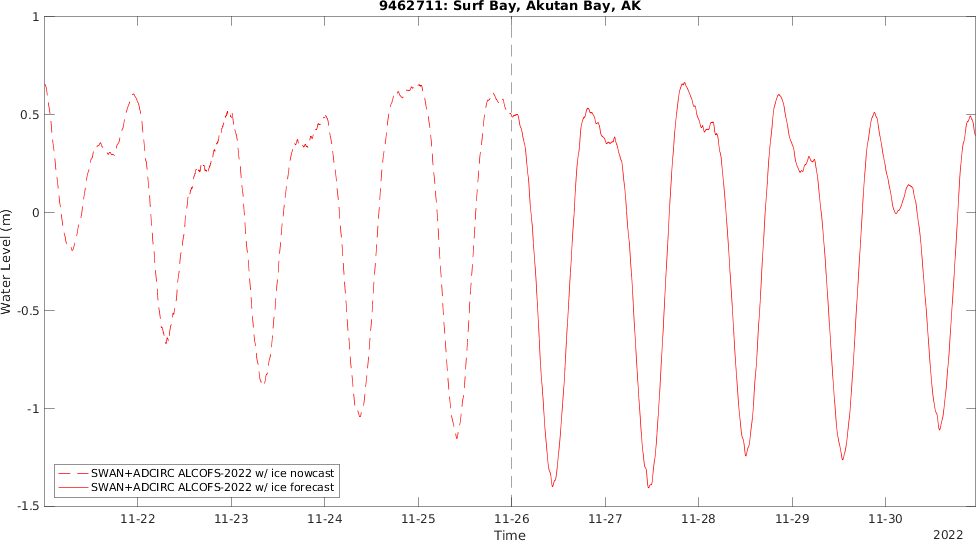 9462711: Surf Bay, Akutan Bay, AK
Water Level (m)
1
0.5
0
-0.5
-1
-1.5
SWAN+ADCIRC ALCOFS-2022 w/ ice nowcast
SWAN+ADCIRC ALCOFS-2022 w/ ice forecast
11-22 11-23 11-24 11-25 11-26 11-27 11-28 11-29 11-30
Time
2022